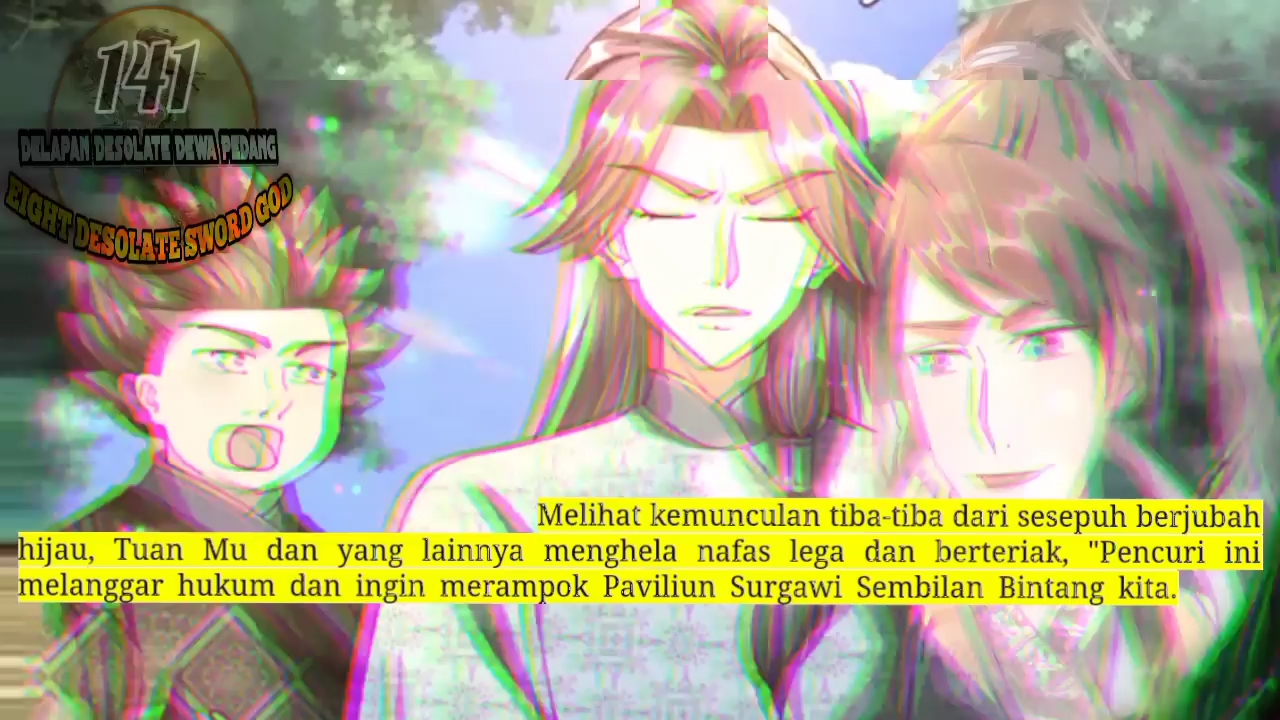 141
DELAPAN DESOLATE DEWA PEDANG
EIGHT DESOLATE SWORD GOD
Melihat kemunculan tiba-tiba dari sesepuh berjubah
hijau, Tuan Mu dan yang lainnya menghela nafas lega dan berteriak, "Pencuri ini
melanggar hukum dan ingin merampok Paviliun Surgawi Sembilan Bintang kita.